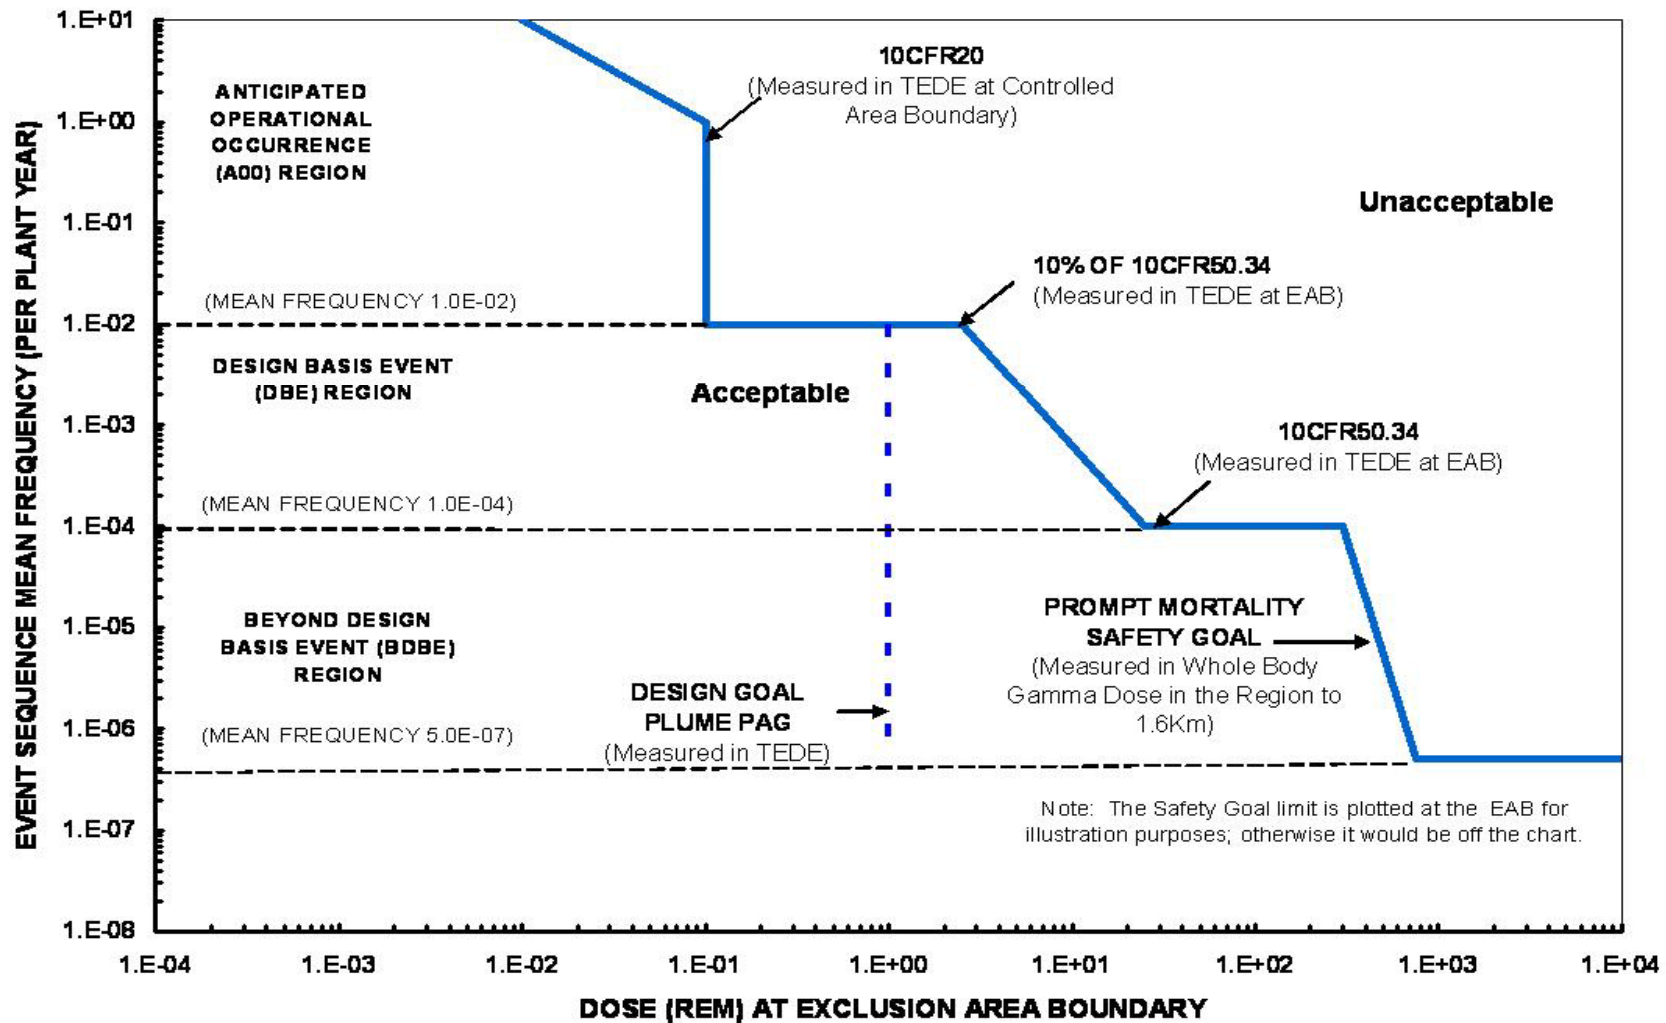 1.E+01
1.E+00
1.E-01
1.E-02
1.E-03
1.E-04
1.E-05
1.E-06
1.E-07
1.E-08
EVENT SEQUENCE MEAN FREQUENCY (PER PLANT YEAR)
ANTICIPATED
OPERATIONAL
OCCURRENCE
(A00) REGION
10CFR20
(Measured in TEDE at Controlled
Area Boundary)
Unacceptable
10% OF 10CFR50.34
(Measured in TEDE at EAB)
(MEAN FREQUENCY 1.0E-02)
DESIGN BASIS EVENT
(DBE) REGION
Acceptable
10CFR50.34
(Measured in TEDE at EAB)
(MEAN FREQUENCY 1.0E-04)
BEYOND DESIGN
BASIS EVENT (BDBE)
REGION
PROMPT MORTALITY
SAFETY GOAL
(Measured in Whole Body
Gamma Dose in the Region to
1.6Km)
DESIGN GOAL
PLUME PAG
(Measured in TEDE)
(MEAN FREQUENCY 5.0E-07)
Note: The Safety Goal limit is plotted at the EAB for
illustration purposes; otherwise it would be off the chart.
1.E-04 1.E-03 1.E-02 1.E-01 1.E+00 1.E+01 1.E+02 1.E+03 1.E+04
DOSE (REM) AT EXCLUSION AREA BOUNDARY